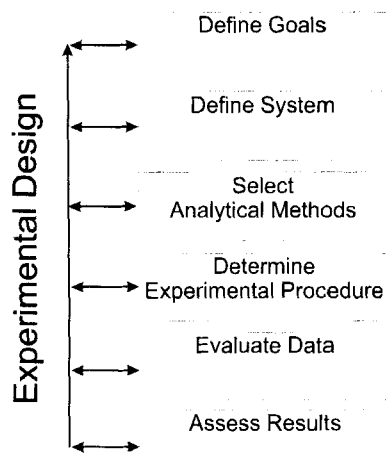 Experimental Design
Define Goals
Define System
Select
Analytical Methods
Determine
Experimental Procedure
Evaluate Data
Assess Results